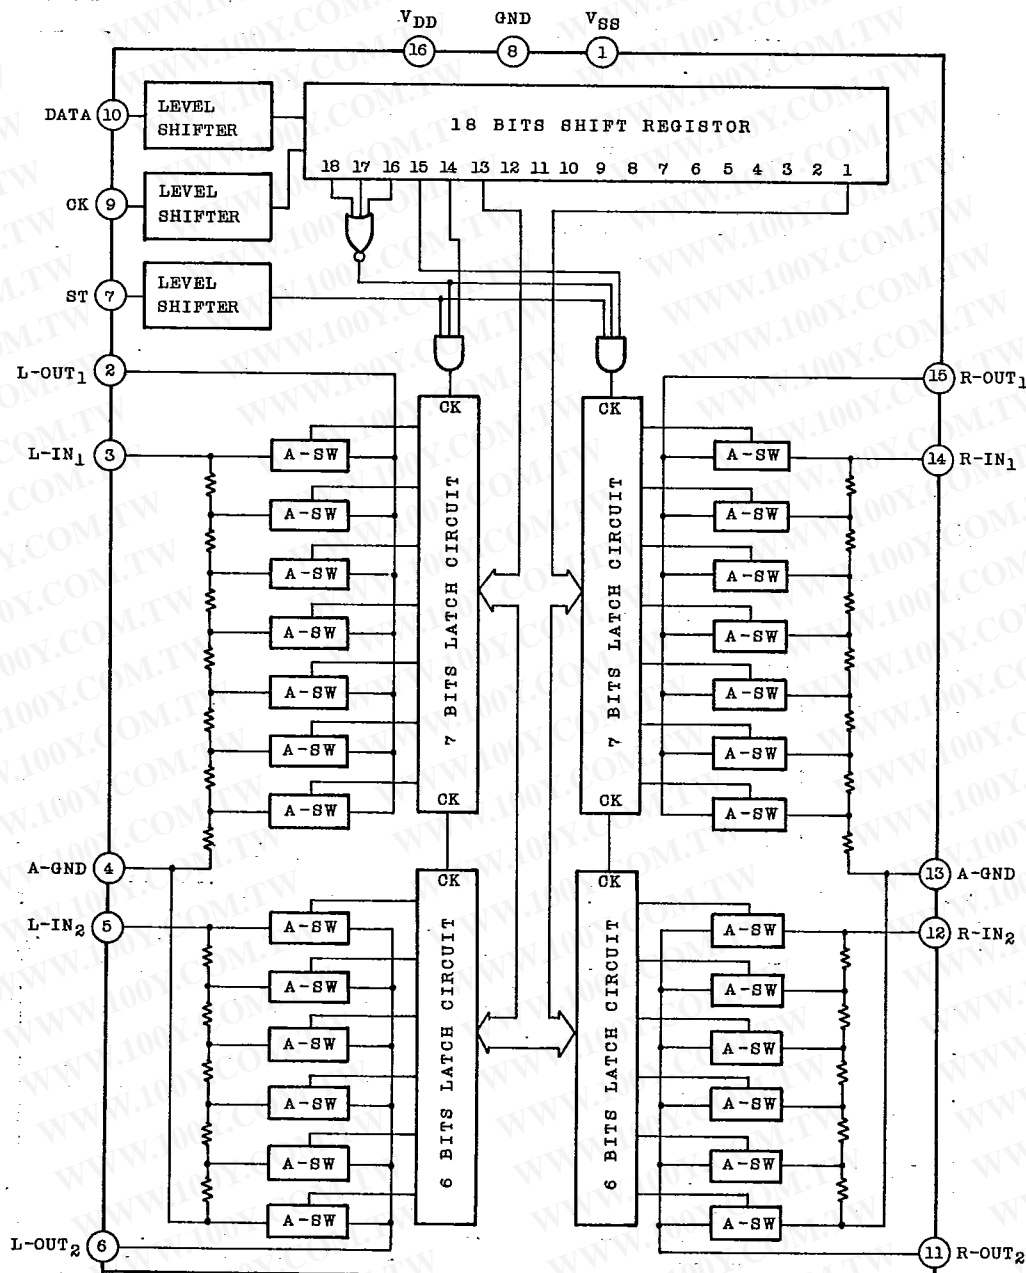 VDD GND VSS
16 8 1
DATA 10 LEVEL SHIFTER
18 BITS SHIFT REGISTOR
18 17 16 15 14 13 12 11 10 9 8 7 6 5 4 3 2 1
CK 9 LEVEL SHIFTER
ST 7 LEVEL SHIFTER
L-OUT1 2
15 R-OUT1
CK
CK
L-IN1 3
14 R-IN1
A-SW
A-SW
A-SW
A-SW
A-SW
A-SW
A-SW
7 BITS LATCH CIRCUIT
7 BITS LATCH CIRCUIT
A-SW
A-SW
A-SW
A-SW
A-SW
A-SW
A-SW
CK
CK
A-GND 4
13 A-GND
CK
CK
L-IN2 5
12 R-IN2
A-SW
A-SW
A-SW
A-SW
A-SW
A-SW
6 BITS LATCH CIRCUIT
6 BITS LATCH CIRCUIT
A-SW
A-SW
A-SW
A-SW
A-SW
A-SW
L-OUT2 6
11 R-OUT2
WWW.100Y.COM.TW